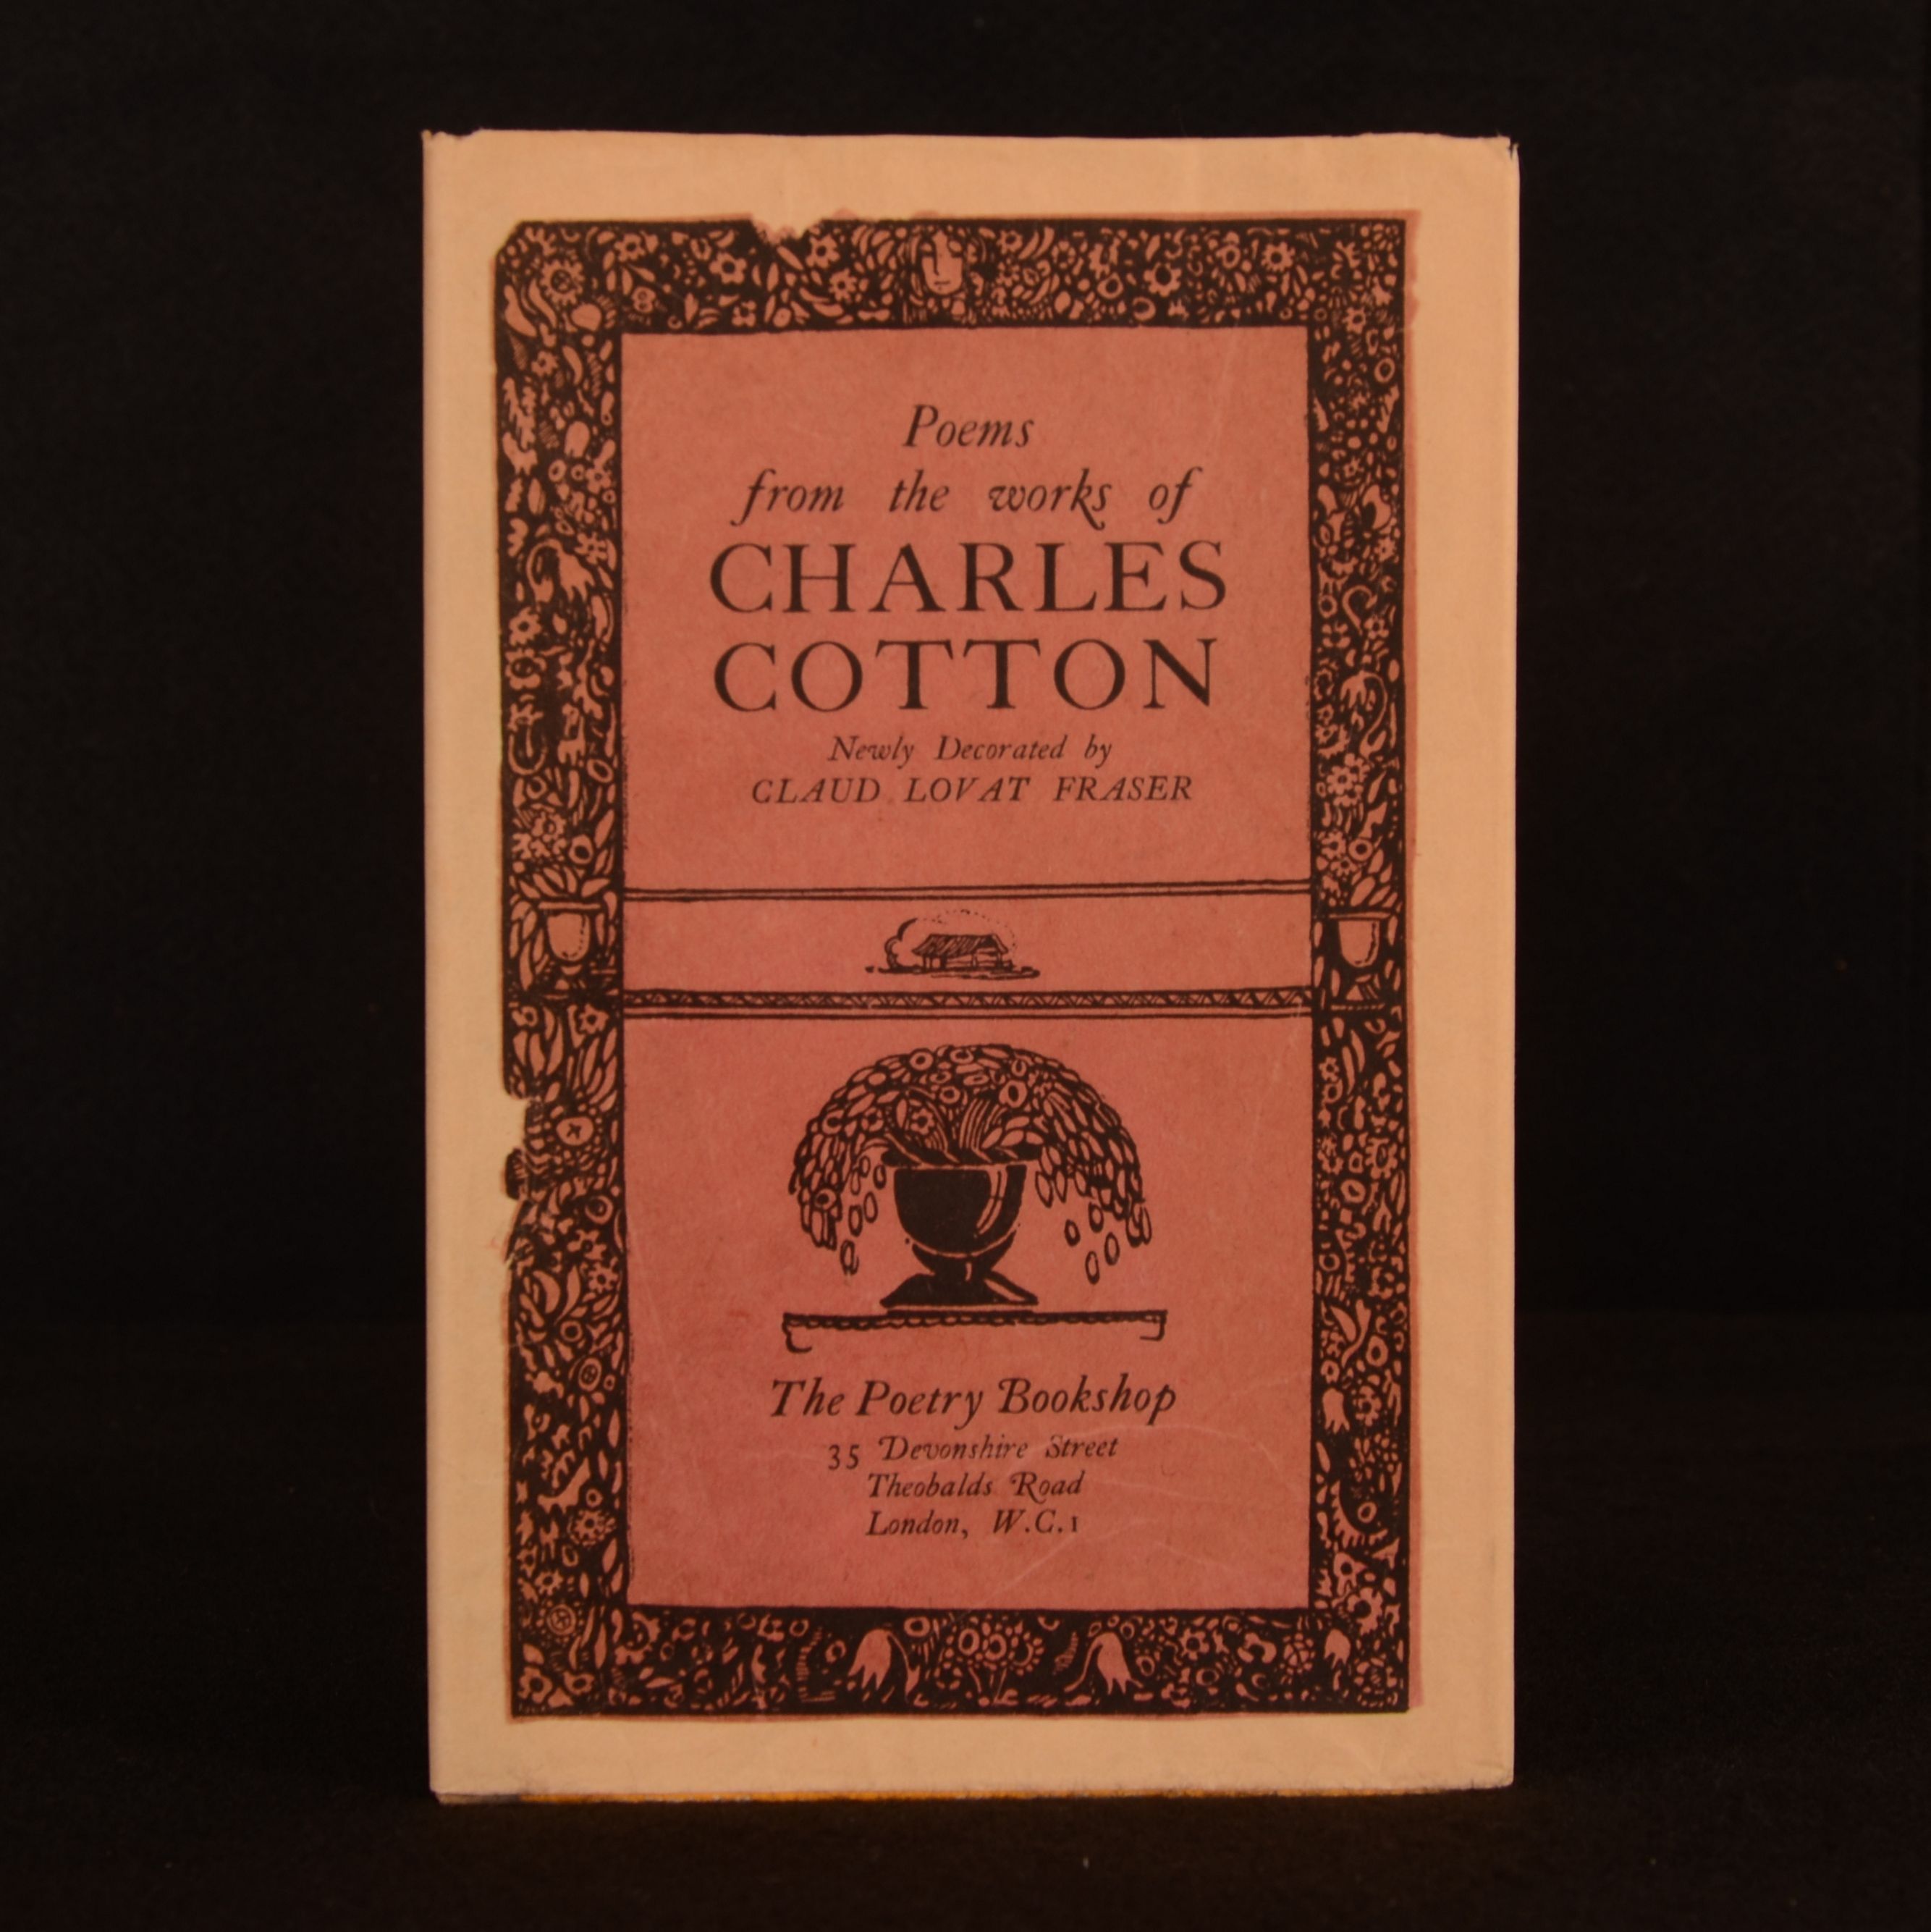 Poems
from the works of
CHARLES
COTTON
Newly Decorated by
CLAUD LOVAT FRASER
The Poetry Bookshop
35 Devonshire Street
Theobalds Road
London, W.C.1